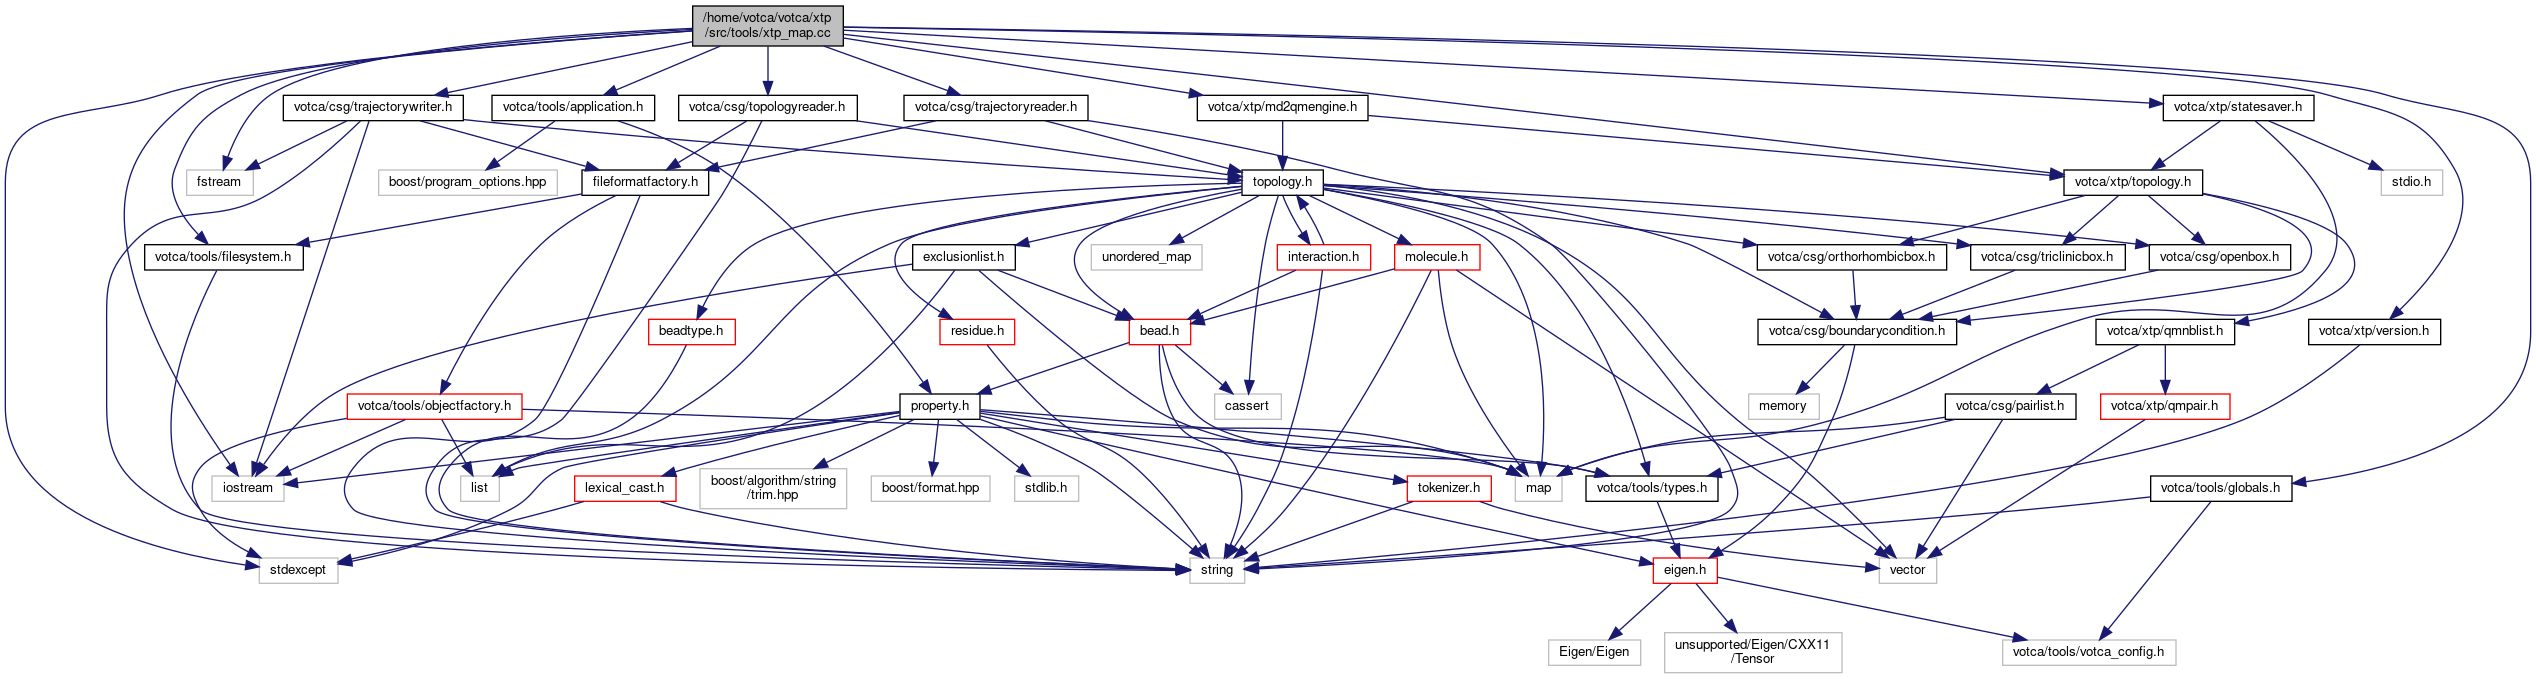 /home/votca/votca/xtp
/src/tools/xtp_map.cc
votca/csg/trajectorywriter.h
votca/tools/application.h
votca/csg/topologyreader.h
votca/csg/trajectoryreader.h
votca/xtp/md2qmengine.h
votca/xtp/statesaver.h
fstream
boost/program_options.hpp
fileformatfactory.h
topology.h
votca/xtp/topology.h
stdio.h
votca/tools/filesystem.h
exclusionlist.h
unordered_map
interaction.h
molecule.h
votca/csg/orthorhombicbox.h
votca/csg/triclinicbox.h
votca/csg/openbox.h
beadtype.h
residue.h
bead.h
votca/csg/boundarycondition.h
votca/xtp/qmnblist.h
votca/xtp/version.h
votca/tools/objectfactory.h
property.h
cassert
memory
votca/csg/pairlist.h
votca/xtp/qmpair.h
iostream
list
lexical_cast.h
boost/algorithm/string
/trim.hpp
boost/format.hpp
stdlib.h
tokenizer.h
map
votca/tools/types.h
votca/tools/globals.h
stdexcept
string
eigen.h
vector
Eigen/Eigen
unsupported/Eigen/CXX11
/Tensor
votca/tools/votca_config.h